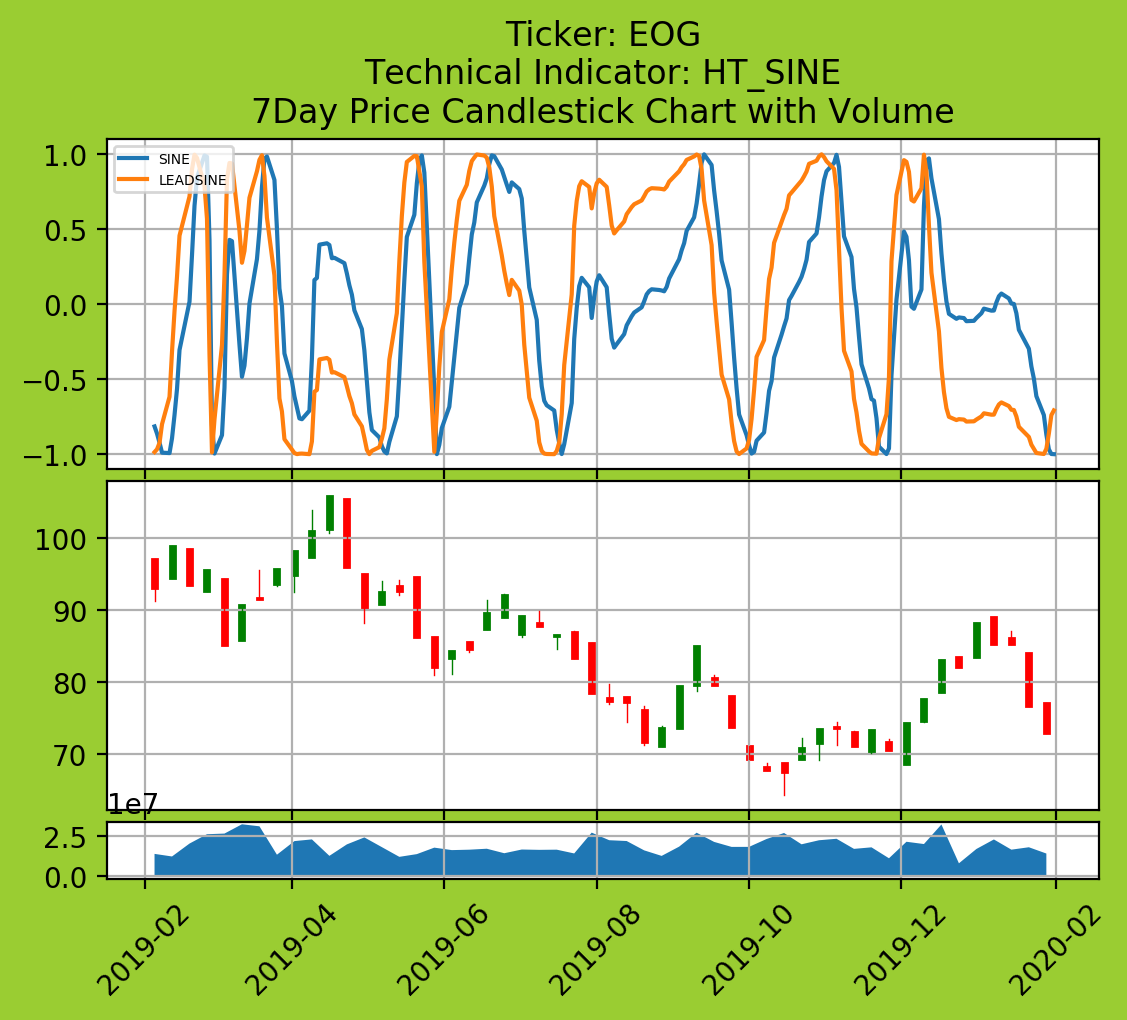 Ticker: EOG
Technical Indicator: HT_SINE
7Day Price Candlestick Chart with Volume
SINE
LEADSINE
1.0
0.5
0.0
−0.5
−1.0
100
90
80
70
1e7
2.5
0.0
2019-02 2019-04 2019-06 2019-08 2019-10 2019-12 2020-02